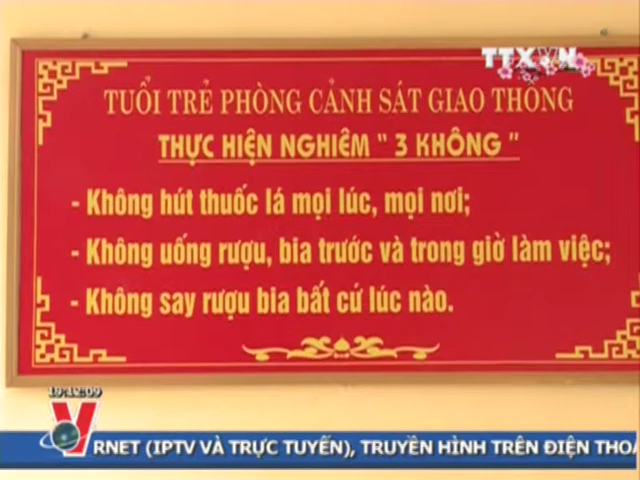 TTXVN
TUỔI TRẺ PHÒNG CẢNH SÁT GIAO THÔNG
THỰC HIỆN NGHIÊM " 3 KHÔNG "
- Không hút thuốc lá mọi lúc, mọi nơi;
- Không uống rượu, bia trước và trong giờ làm việc;
- Không say rượu bia bất cứ lúc nào.
19:12:09
RNET (IPTV VÀ TRỰC TUYẾN), TRUYỀN HÌNH TRÊN ĐIỆN THOẠ